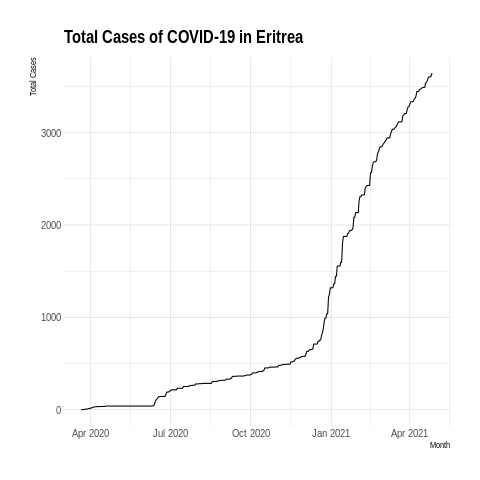 Total Cases of COVID-19 in Eritrea
Total Cases
3000
2000
1000
0
Apr 2020 Jul 2020 Oct 2020 Jan 2021 Apr 2021
Month